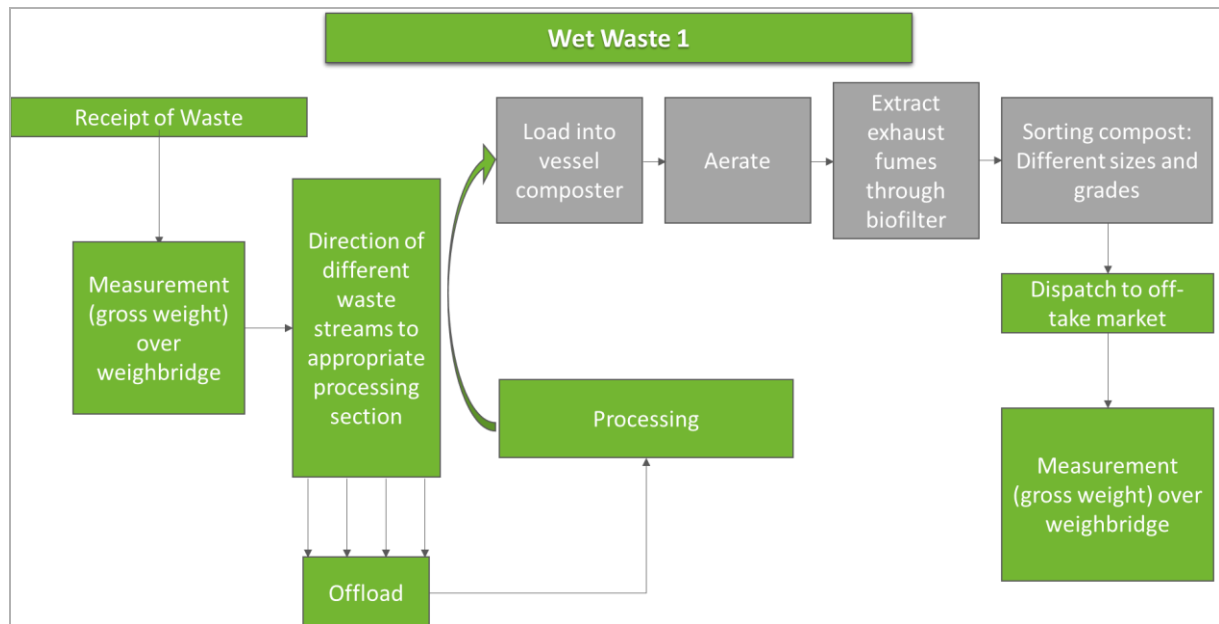 Wet Waste 1
Receipt of Waste
Measurement
(gross weight)
over
weighbridge
Direction of
different
waste
streams to
appropriate
processing
section
Offload
Processing
Load into
vessel
composter
Aerate
Extract
exhaust
fumes
through
biofilter
Sorting compost:
Different sizes and
grades
Dispatch to off-
take market
Measurement
(gross weight) over
weighbridge